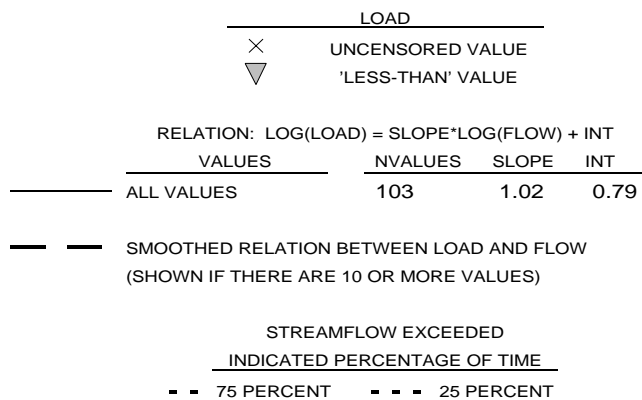 LOAD
UNCENSORED VALUE
'LESS-THAN' VALUE
RELATION: LOG(LOAD) = SLOPE*LOG(FLOW) + INT
VALUES NVALUES SLOPE INT
ALL VALUES 103 1.02 0.79
SMOOTHED RELATION BETWEEN LOAD AND FLOW
(SHOWN IF THERE ARE 10 OR MORE VALUES)
STREAMFLOW EXCEEDED
INDICATED PERCENTAGE OF TIME
75 PERCENT 25 PERCENT